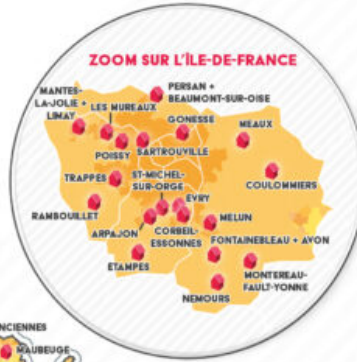 ZOOM SUR L'ÎLE-DE-FRANCE
MANTES-
LA-JOLIE +
LIMAY
LES MUREAUX
PERSAN +
BEAUMONT-SUR-OISE
GONESSE
MEAUX
POISSY
SARTROUVILLE
TRAPPES
ST-MICHEL-
SUR-ORGE
COULOMMIERS
RAMBOUILLET
EVRY
ARPAJON
CORBEIL-
ESSONNES
MELUN
FONTAINEBLEAU + AVON
ETAMPES
MONTEREAU-
FAULT-YONNE
NEMOURS
NCIENNES
MAUBEUGE